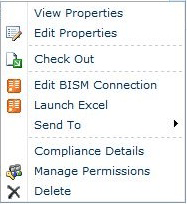 View Properties
Edit Properties
Check Out
Edit BISM Connection
Launch Excel
Send To
Compliance Details
Manage Permissions
Delete